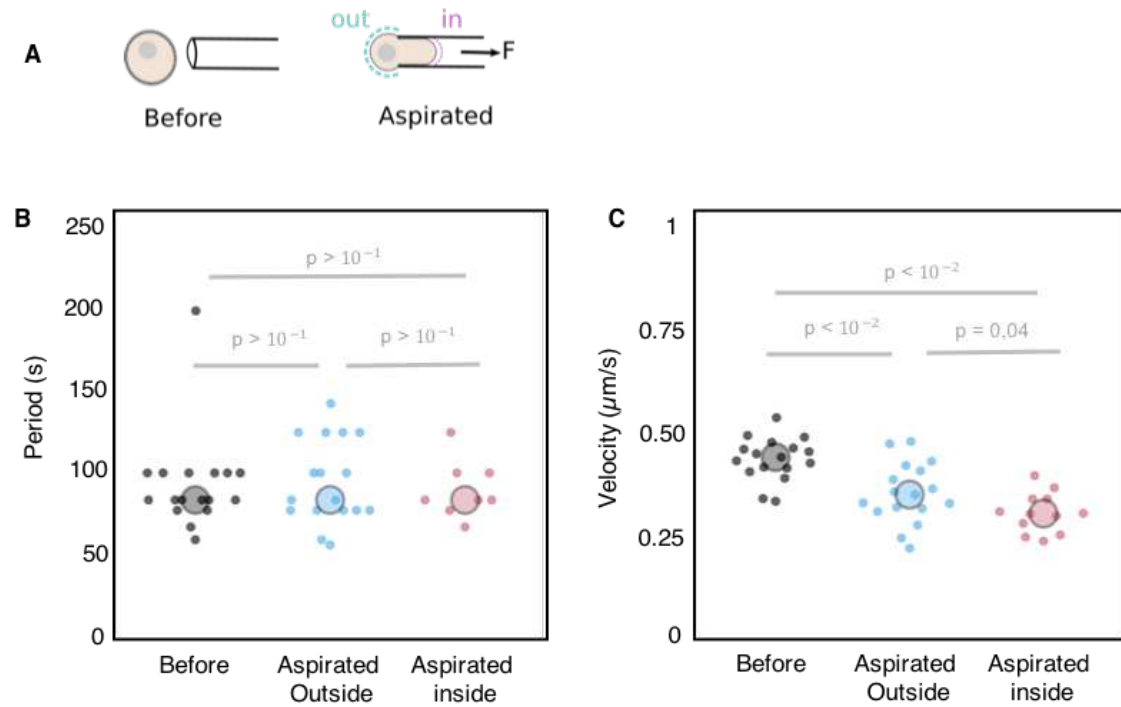 A
out
in
F
Before
Aspirated
B
Period (s)
250
200
150
100
50
0
p > 10⁻¹
p > 10⁻¹
p > 10⁻¹
Before
Aspirated
Outside
Aspirated
inside
C
Velocity (µm/s)
1
0.75
0.50
0.25
0
p < 10⁻²
p < 10⁻²
p = 0,04
Before
Aspirated
Outside
Aspirated
inside